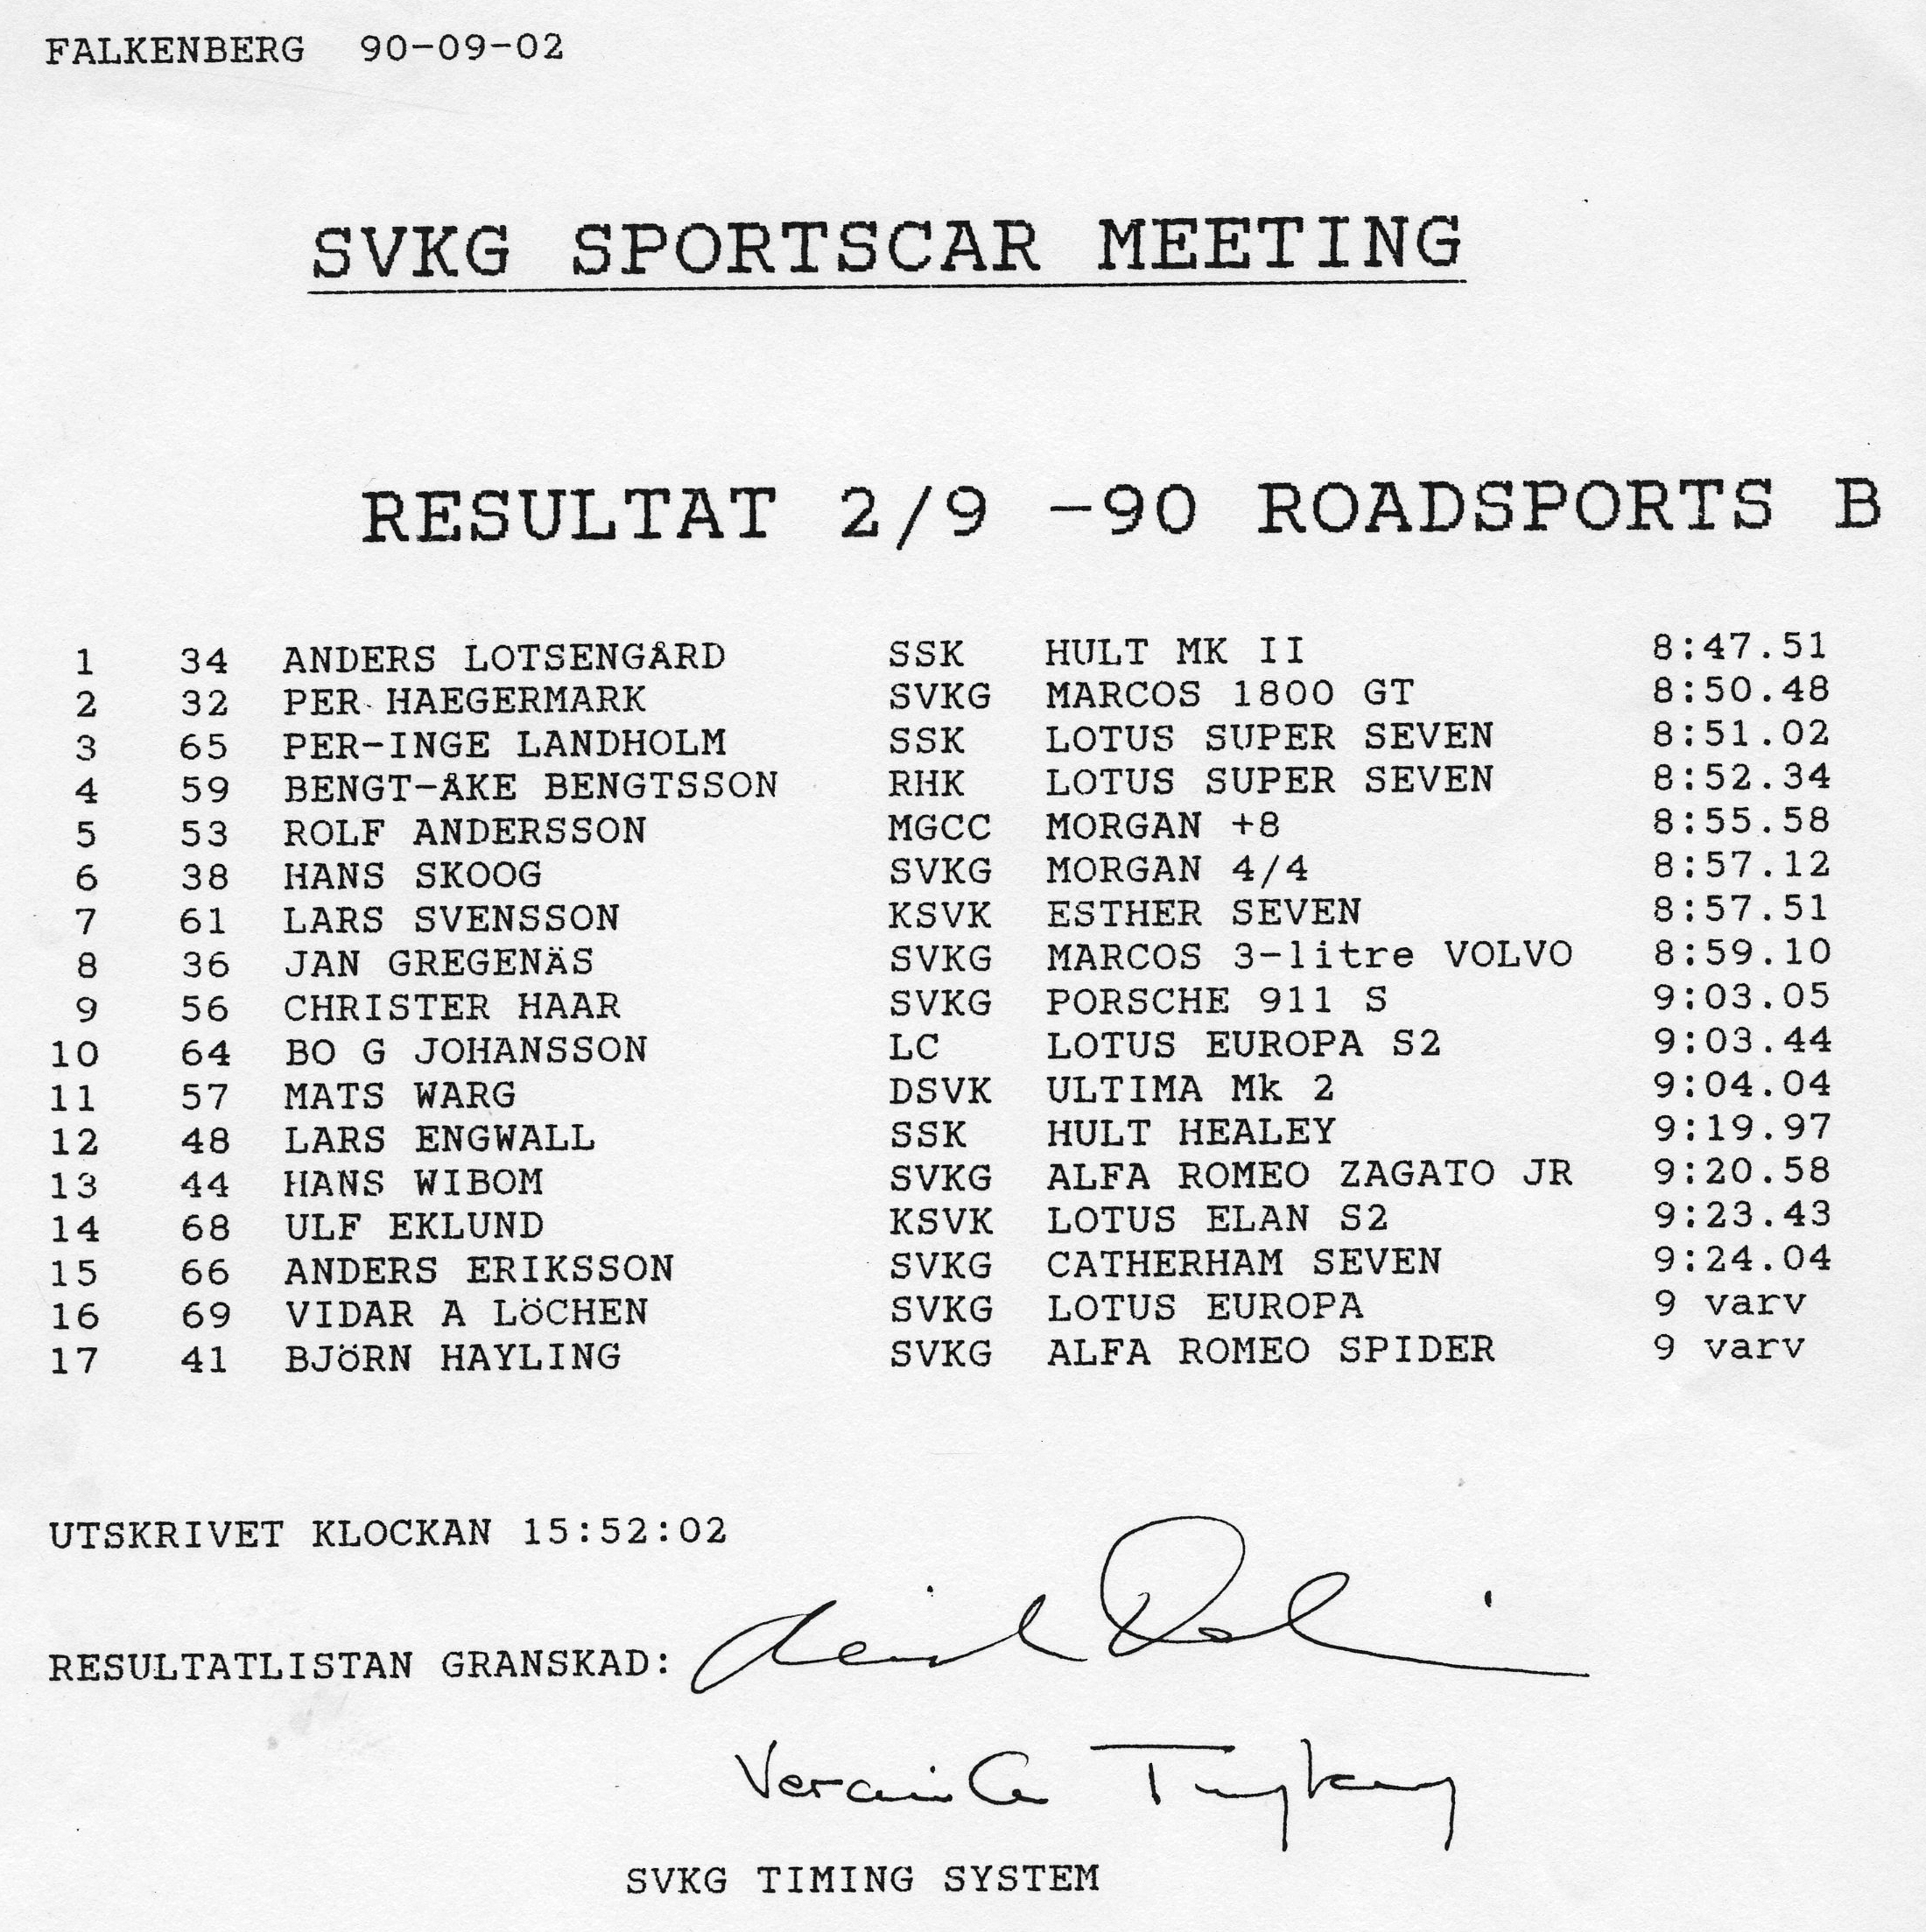 FALKENBERG 90-09-02
SVKG SPORTSCAR MEETING
RESULTAT 2/9 -90 ROADSPORTS B
1 34 ANDERS LOTSENGÅRD SSK HULT MK II 8:47.51
2 32 PER HAEGERMARK SVKG MARCOS 1800 GT 8:50.48
3 65 PER-INGE LANDHOLM SSK LOTUS SUPER SEVEN 8:51.02
4 59 BENGT-ÅKE BENGTSSON RHK LOTUS SUPER SEVEN 8:52.34
5 53 ROLF ANDERSSON MGCC MORGAN +8 8:55.58
6 38 HANS SKOOG SVKG MORGAN 4/4 8:57.12
7 61 LARS SVENSSON KSVK ESTHER SEVEN 8:57.51
8 36 JAN GREGENÄS SVKG MARCOS 3-litre VOLVO 8:59.10
9 56 CHRISTER HAAR SVKG PORSCHE 911 S 9:03.05
10 64 BO G JOHANSSON LC LOTUS EUROPA S2 9:03.44
11 57 MATS WARG DSVK ULTIMA Mk 2 9:04.04
12 48 LARS ENGWALL SSK HULT HEALEY 9:19.97
13 44 HANS WIBOM SVKG ALFA ROMEO ZAGATO JR 9:20.58
14 68 ULF EKLUND KSVK LOTUS ELAN S2 9:23.43
15 66 ANDERS ERIKSSON SVKG CATHERHAM SEVEN 9:24.04
16 69 VIDAR A LÖCHEN SVKG LOTUS EUROPA 9 varv
17 41 BJÖRN HAYLING SVKG ALFA ROMEO SPIDER 9 varv
UTSKRIVET KLOCKAN 15:52:02
RESULTATLISTAN GRANSKAD:
SVKG TIMING SYSTEM